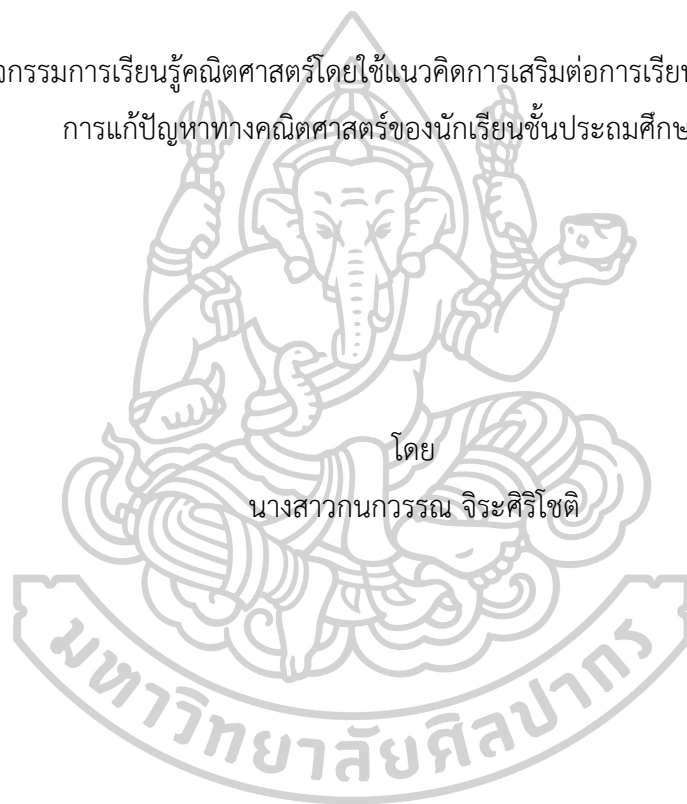 กรรมการเรียนรู้คณิตศาสตร์โดยใช้แนวคิดการเสริมต่อการเรียน
การแก้ปัญหาทางคณิตศาสตร์ของนักเรียนชั้นประถมศึกษ
โดย
นางสาวกนกวรรณ จิระศิริโชติ
มหาวิทยาลัยศิลปากร